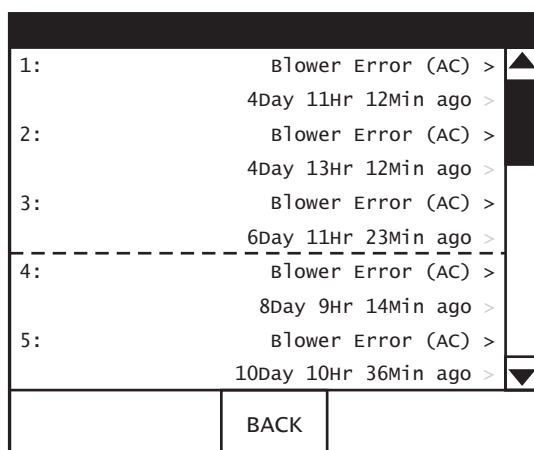 1: Blower Error (AC) >
4Day 11Hr 12Min ago >
2: Blower Error (AC) >
4Day 13Hr 12Min ago >
3: Blower Error (AC) >
6Day 11Hr 23Min ago >
4: Blower Error (AC) >
8Day 9Hr 14Min ago >
5: Blower Error (AC) >
10Day 10Hr 36Min ago >
BACK